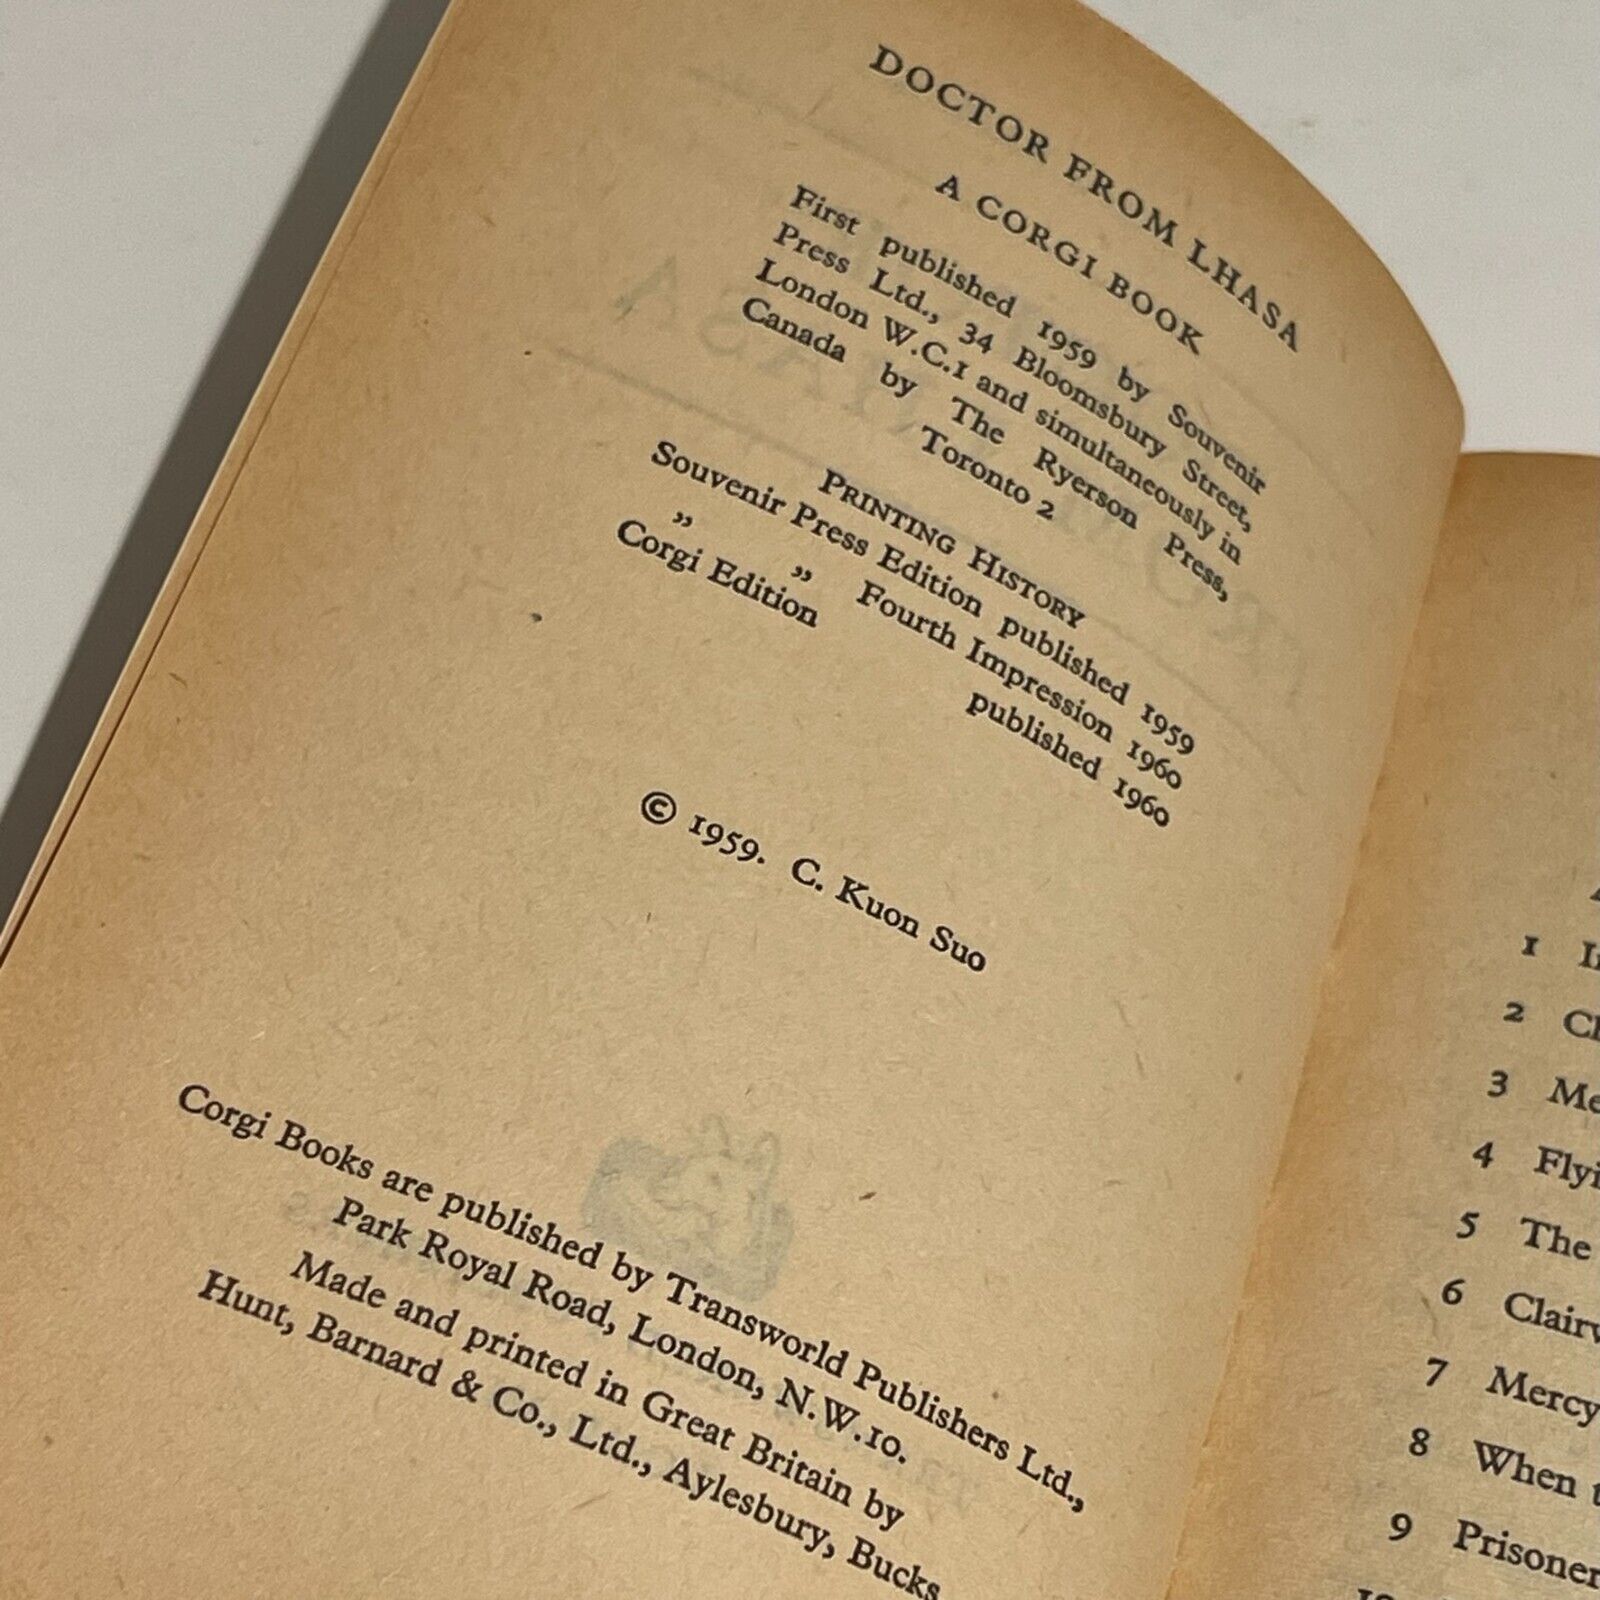 DOCTOR FROM LHASA
A CORGI BOOK
First published 1959 by Souvenir
Press Ltd., 34 Bloomsbury Street,
London W.C.1 and simultaneously in
Canada by The Ryerson Press,
Toronto 2
PRINTING HISTORY
Souvenir Press Edition published 1959
„ „ Fourth Impression 1960
Corgi Edition published 1960
© 1959. C. Kuon Suo
Corgi Books are published by Transworld Publishers Ltd.,
Park Royal Road, London, N.W.10.
Made and printed in Great Britain by
Hunt, Barnard & Co., Ltd., Aylesbury, Bucks
1
2
3
4
5 The
6
7 Mercy
8 When
9
10